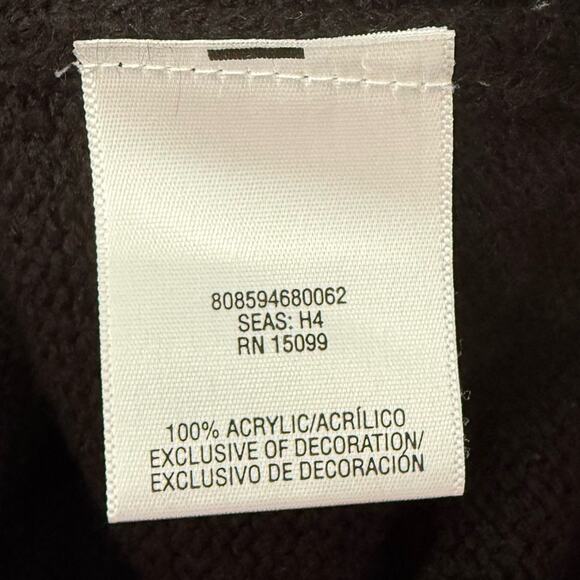 808594680062
SEAS: H4
RN 15099
100% ACRYLIC/ACRÍLICO
EXCLUSIVE OF DECORATION/
EXCLUSIVO DE DECORACIÓN